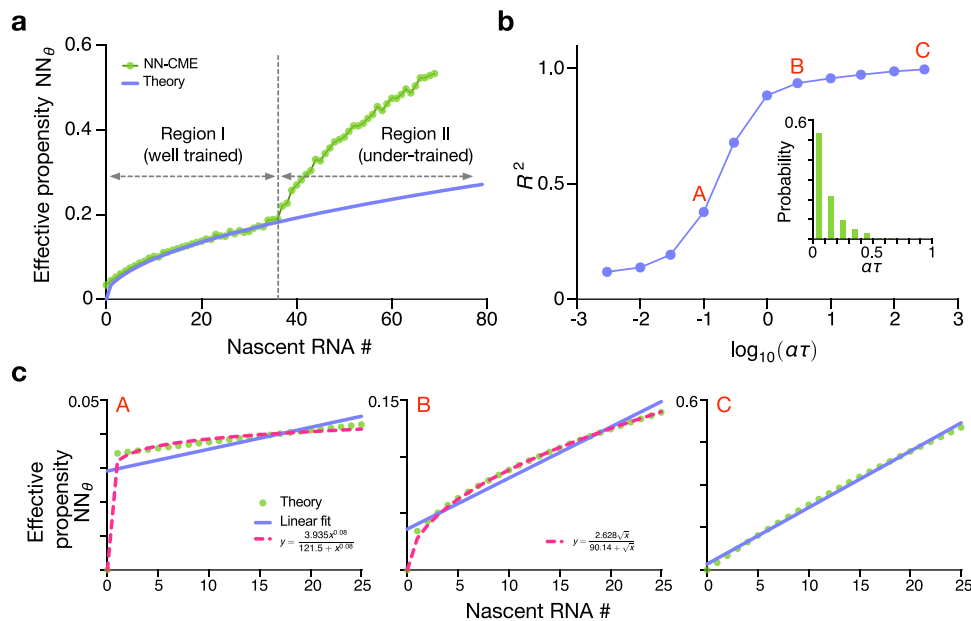 a
0.6
0.4
0.2
0.0
Effective propensity NN_θ
NN-CME
Theory
Region I
(well trained)
Region II
(under-trained)
0 20 40 60 80
Nascent RNA #
b
1.0
0.5
0
R²
A
B
C
0.6
0
Probability
0 1
ατ
-3 -2 -1 0 1 2 3
log₁₀(ατ)
c
Effective
propensity
NN_θ
0.05
A
Theory
Linear fit
y = 3.935x^0.08 / 121.5 + x^0.08
0 5 10 15 20 25
0.15
B
y = 2.628√x / 90.14 + √x
0 5 10 15 20 25
0.6
C
0 5 10 15 20 25
Nascent RNA #